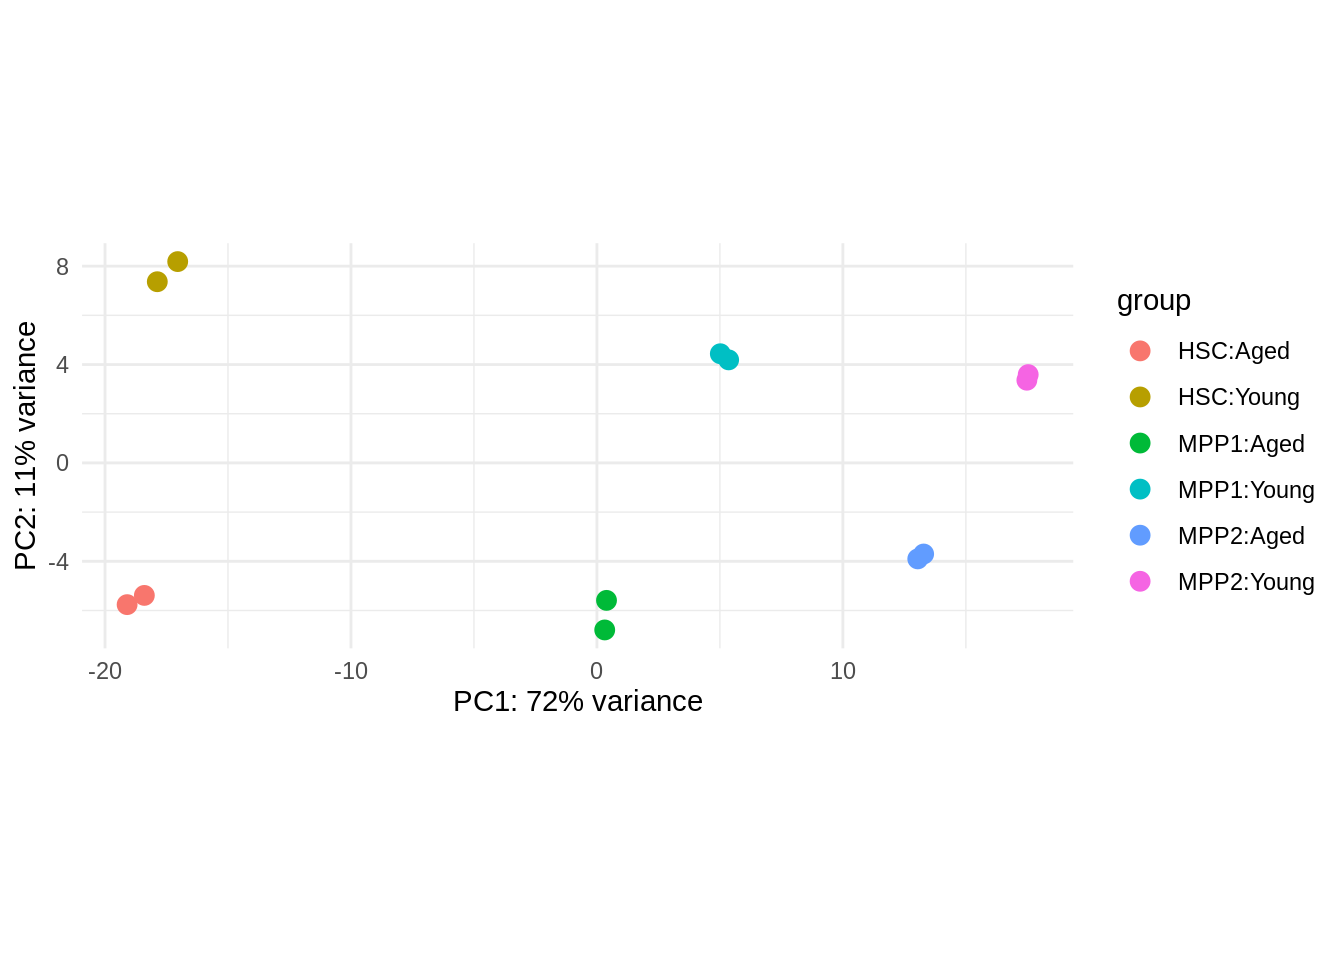 8
4
0
-4
PC2: 11% variance
-20
-10
0
10
PC1: 72% variance
group
HSC:Aged
HSC:Young
MPP1:Aged
MPP1:Young
MPP2:Aged
MPP2:Young